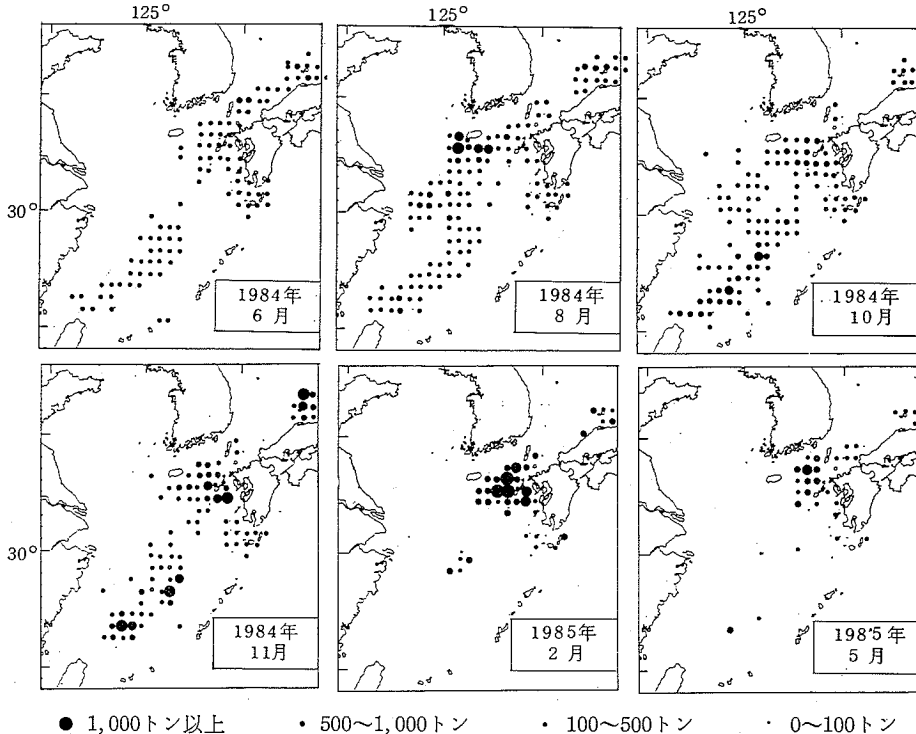 125° 125° 125°
30°
1984年
6 月
1984年
8 月
1984年
10月
30°
1984年
11月
1985年
2 月
1985年
5 月
● 1,000トン以上 • 500〜1,000トン • 100〜500トン · 0〜100トン